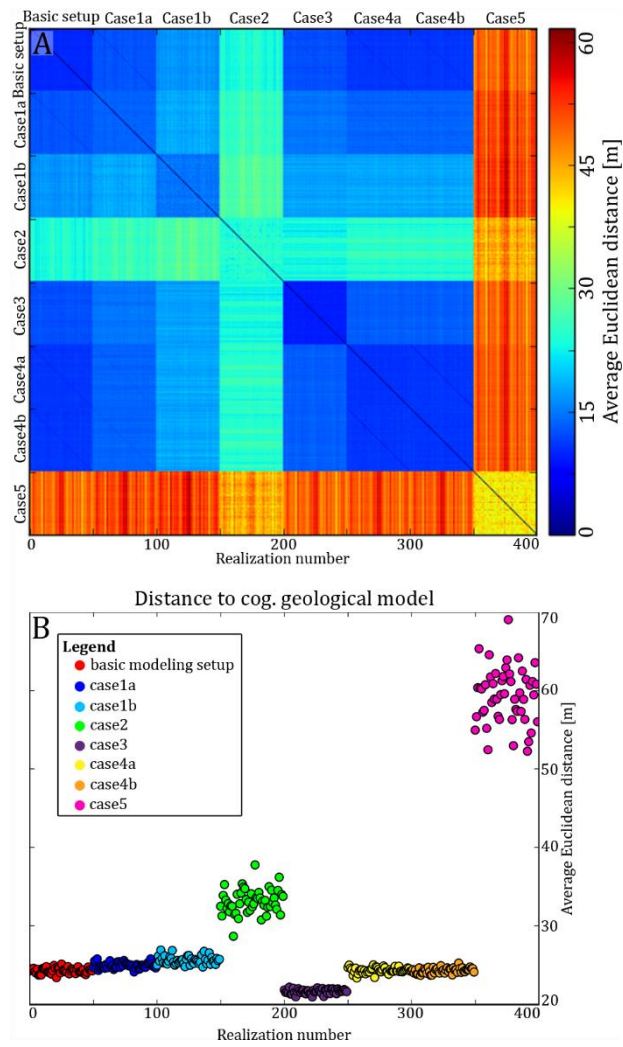 Basic setup Case1a Case1b Case2 Case3 Case4a Case4b Case5
A
Basic setup
Case1a
Case1b
Case2
Case3
Case4a
Case4b
Case5
60
45
30
15
0
Average Euclidean distance [m]
0 100 200 300 400
Realization number
Distance to cog. geological model
B
Legend
basic modeling setup
case1a
case1b
case2
case3
case4a
case4b
case5
70
60
50
40
30
20
Average Euclidean distance [m]
0 100 200 300 400
Realization number